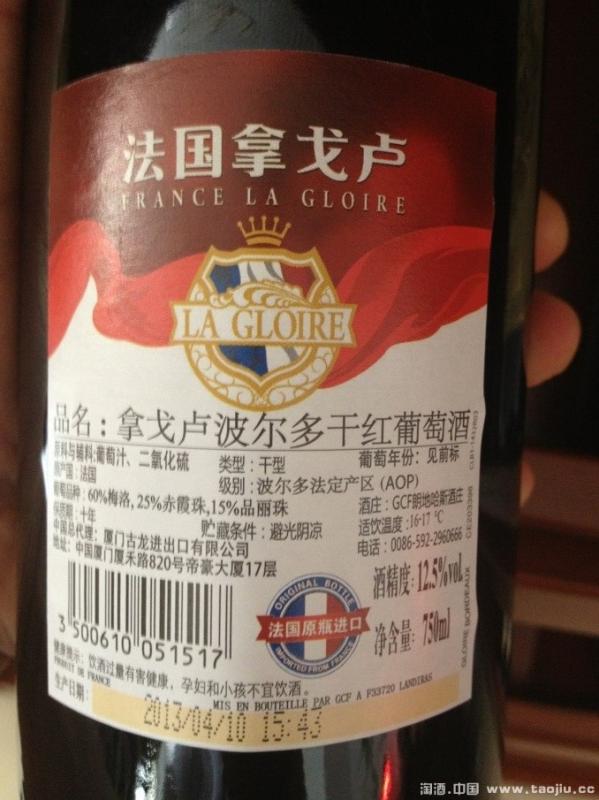 法国拿戈卢
FRANCE LA GLOIRE
LA GLOIRE
品名：拿戈卢波尔多干红葡萄酒
原料与辅料:葡萄汁、二氧化硫 类型：干型 葡萄年份：见前标
原产国：法国 级别：波尔多法定产区（AOP）
葡萄品种：60%梅洛，25%赤霞珠，15%品丽珠 酒庄：GCF朗地哈斯酒庄
保质期：十年 贮藏条件：避光阴凉 适饮温度：16-17 ℃
中国总代理：厦门古龙进出口有限公司 电话：0086-592-2960666
地址：中国厦门厦禾路820号帝豪大厦17层
酒精度：12.5%vol
净含量：750ml
ORIGINAL BOTTLE
法国原瓶进口
IMPORTED FROM FRANCE
3 500610 051517
健康提示：饮酒过量有害健康，孕妇和小孩不宜饮酒。
PRODUIT DE FRANCE
MIS EN BOUTEILLE PAR GCF A F33720 LANDIRAS
生产日期：
2013/04/10 15:43
GLOIRE BORDEAUX
淘酒.中国 www.taojiu.cc